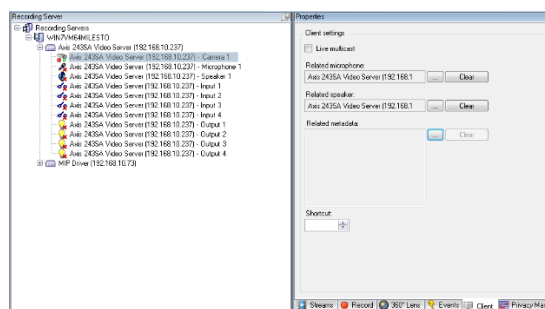 Recording Server
Recording Servers
WIN7VM64MILESTO
Axis 243SA Video Server (192.168.10.237)
Axis 243SA Video Server (192.168.10.237) - Camera 1
Axis 243SA Video Server (192.168.10.237) - Microphone 1
Axis 243SA Video Server (192.168.10.237) - Speaker 1
Axis 243SA Video Server (192.168.10.237) - Input 1
Axis 243SA Video Server (192.168.10.237) - Input 2
Axis 243SA Video Server (192.168.10.237) - Input 3
Axis 243SA Video Server (192.168.10.237) - Input 4
Axis 243SA Video Server (192.168.10.237) - Output 1
Axis 243SA Video Server (192.168.10.237) - Output 2
Axis 243SA Video Server (192.168.10.237) - Output 3
Axis 243SA Video Server (192.168.10.237) - Output 4
MIP Driver (192.168.10.73)
Properties
Client settings
Live multicast
Related microphone:
Axis 243SA Video Server (192.168.1 ... Clear
Related speaker:
Axis 243SA Video Server (192.168.1 ... Clear
Related metadata:
... Clear
Shortcut:
Streams Record 360° Lens Events Client Privacy Mas